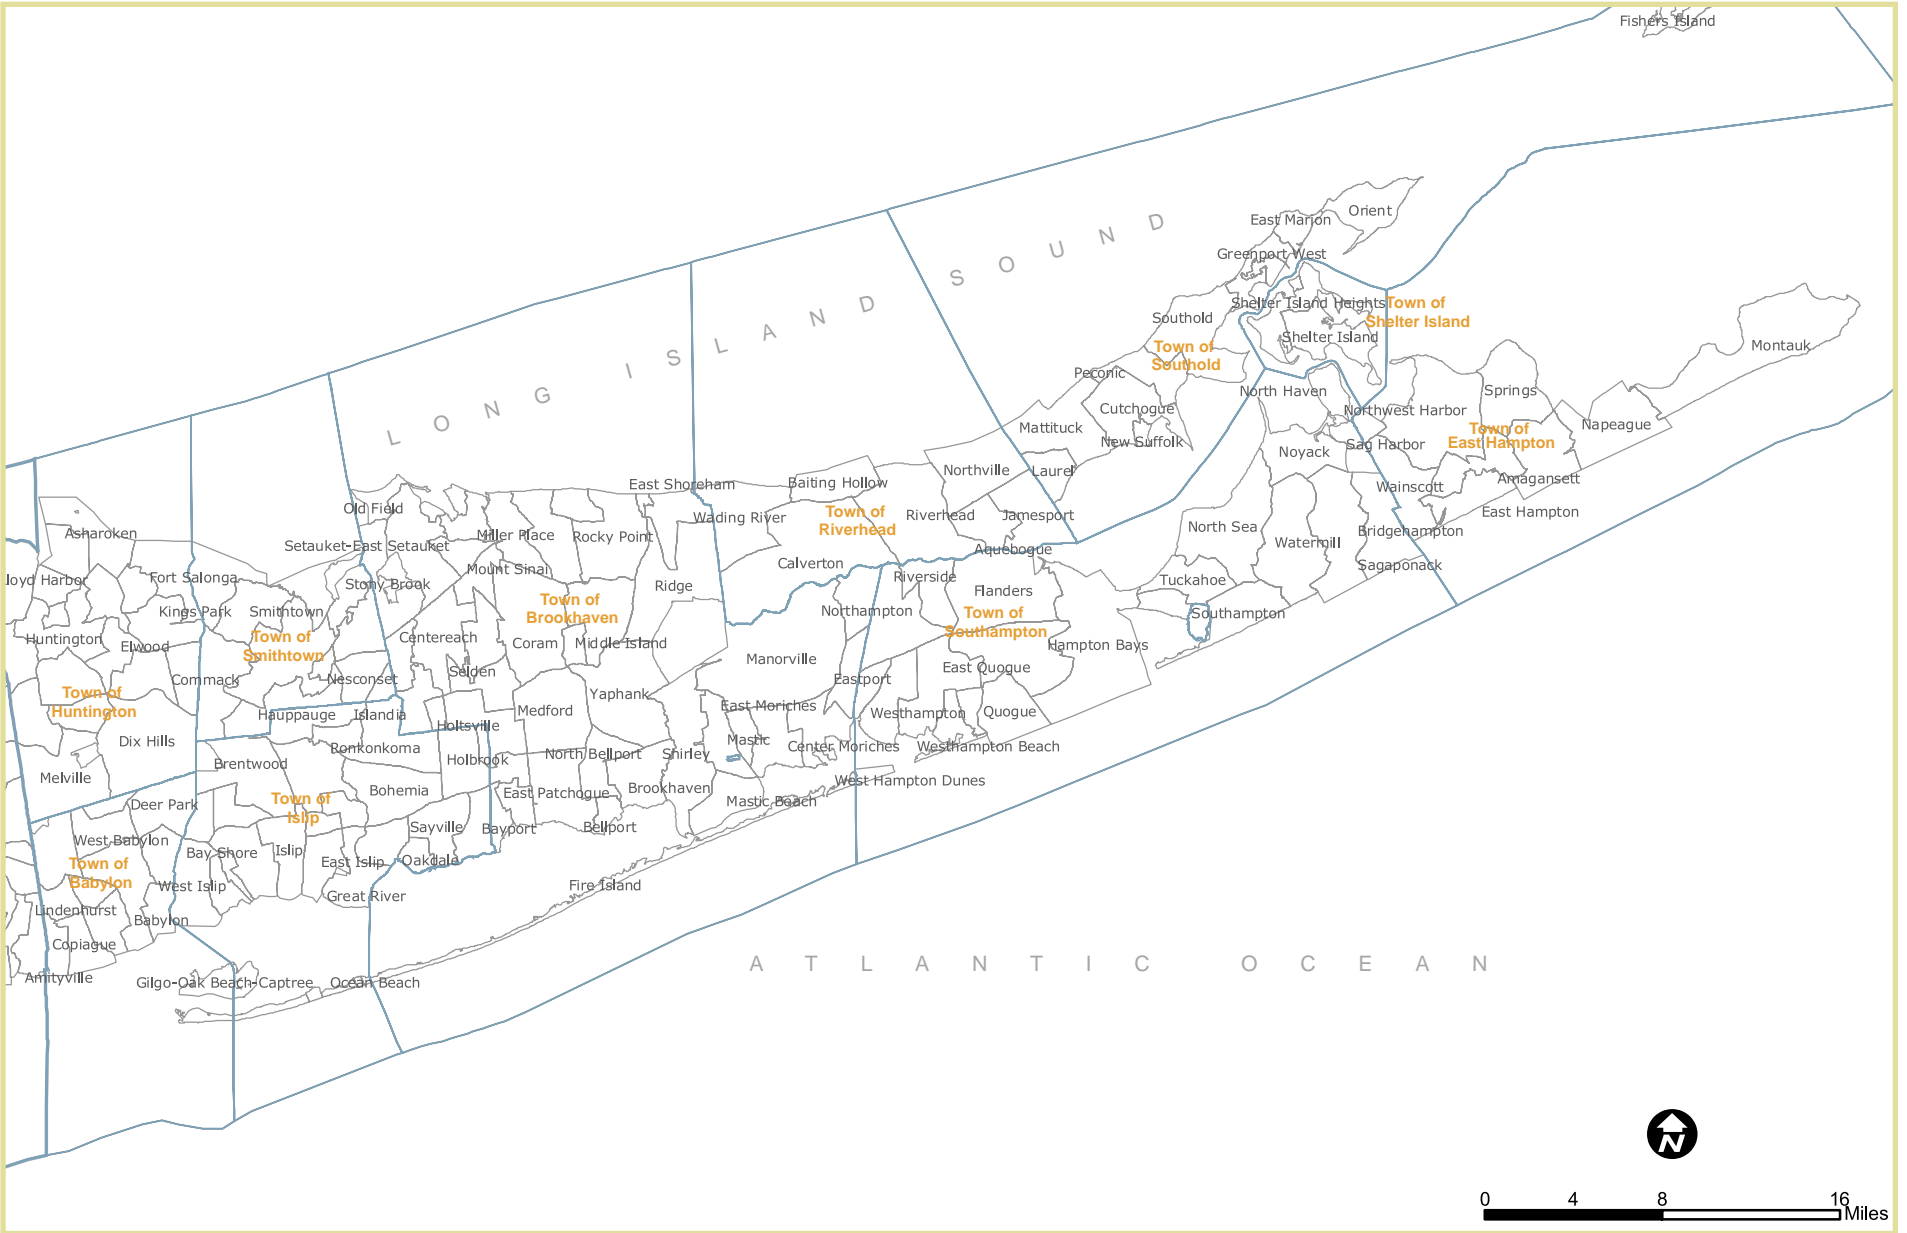 Fishers Island
Orient
East Marion
LONG ISLAND SOUND
Greenport West
Shelter Island Heights
Town of
Shelter Island
Southold
Shelter Island
Town of
Southold
Montauk
Peconic
North Haven
Springs
Cutchogue
Northwest Harbor
Mattituck
New Suffolk
Napeague
Town of
East Hampton
Sag Harbor
Noyack
Northville
Laurel
Amagansett
Wainscott
East Shoreham
Baiting Hollow
East Hampton
Old Field
Wading River
Town of
Riverhead
Riverhead
Jamesport
North Sea
Bridgehampton
Asharoken
Miller Place
Rocky Point
Watermill
Setauket-East Setauket
Aquebogue
Sagaponack
loyd Harbor
Fort Salonga
Stony Brook
Mount Sinai
Ridge
Calverton
Riverside
Flanders
Tuckahoe
Kings Park
Smithtown
Town of
Brookhaven
Northampton
Town of
Southampton
Southampton
Huntington
Elwood
Town of
Smithtown
Centereach
Coram
Middle Island
Hampton Bays
Manorville
East Quogue
Commack
Nesconset
Selden
Eastport
Town of
Huntington
Yaphank
Hauppauge
Islandia
Medford
East Moriches
Westhampton
Quogue
Holtsville
Dix Hills
Ronkonkoma
Mastic
Center Moriches
Westhampton Beach
Brentwood
Holbrook
North Bellport
Shirley
Melville
West Hampton Dunes
Bohemia
East Patchogue
Brookhaven
Deer Park
Town of
Islip
Mastic Beach
West Babylon
Sayville
Bayport
Bellport
Town of
Babylon
Bay Shore
Islip
East Islip
Oakdale
West Islip
Great River
Fire Island
Lindenhurst
Babylon
Copiague
ATLANTIC OCEAN
Amityville
Gilgo-Oak Beach-Captree
Ocean Beach
N
0 4 8 16
Miles